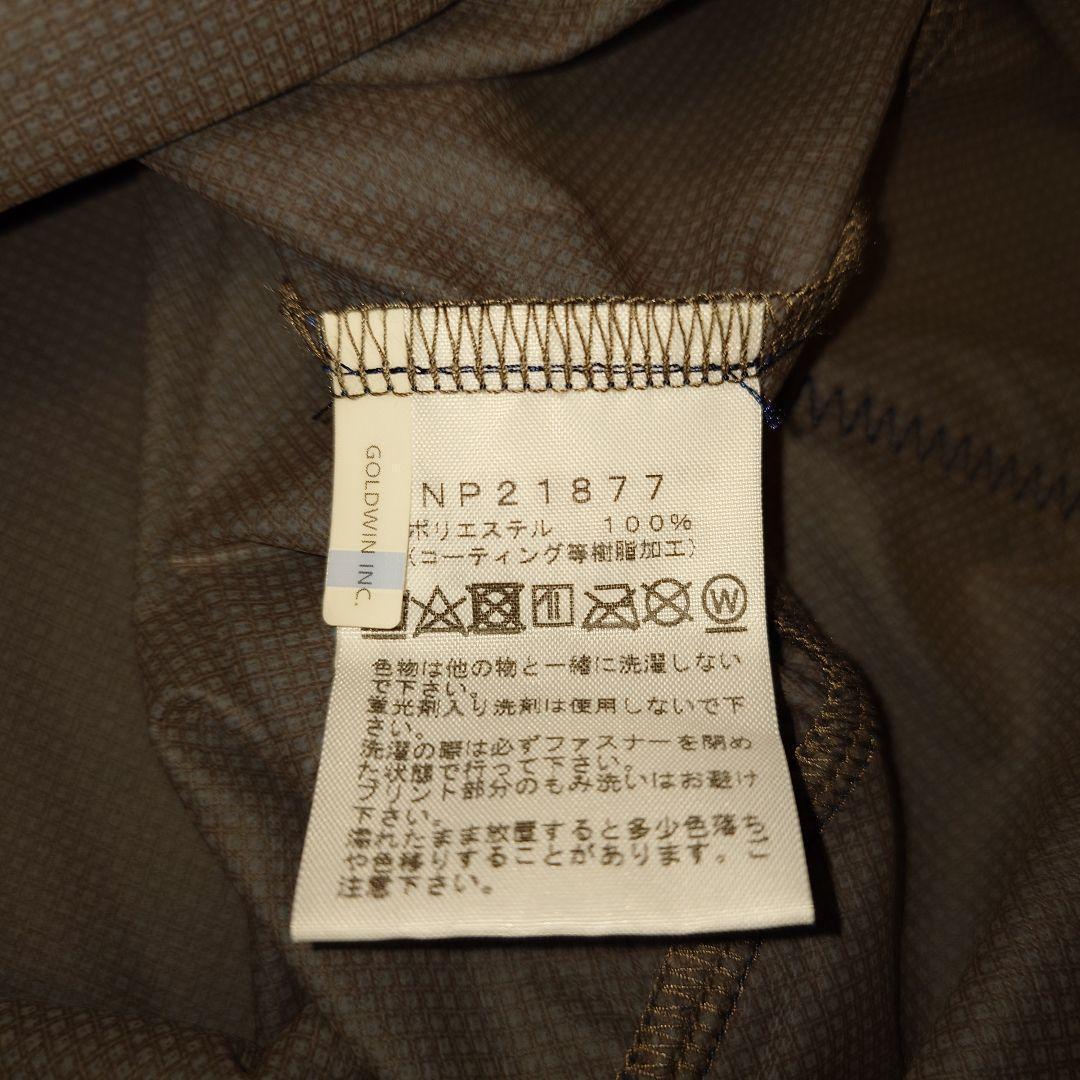 GOLDWIN INC.
NP21877
ポリエステル 100%
(コーティング等樹脂加工)
W
色物は他の物と一緒に洗濯しない
で下さい。
蛍光剤入り洗剤は使用しないで下
さい。
洗濯の際は必ずファスナーを閉め
た状態で行って下さい。
プリント部分のもみ洗いはお避け
下さい。
濡れたまま放置すると多少色落ち
や色移りすることがあります。ご
注意下さい。